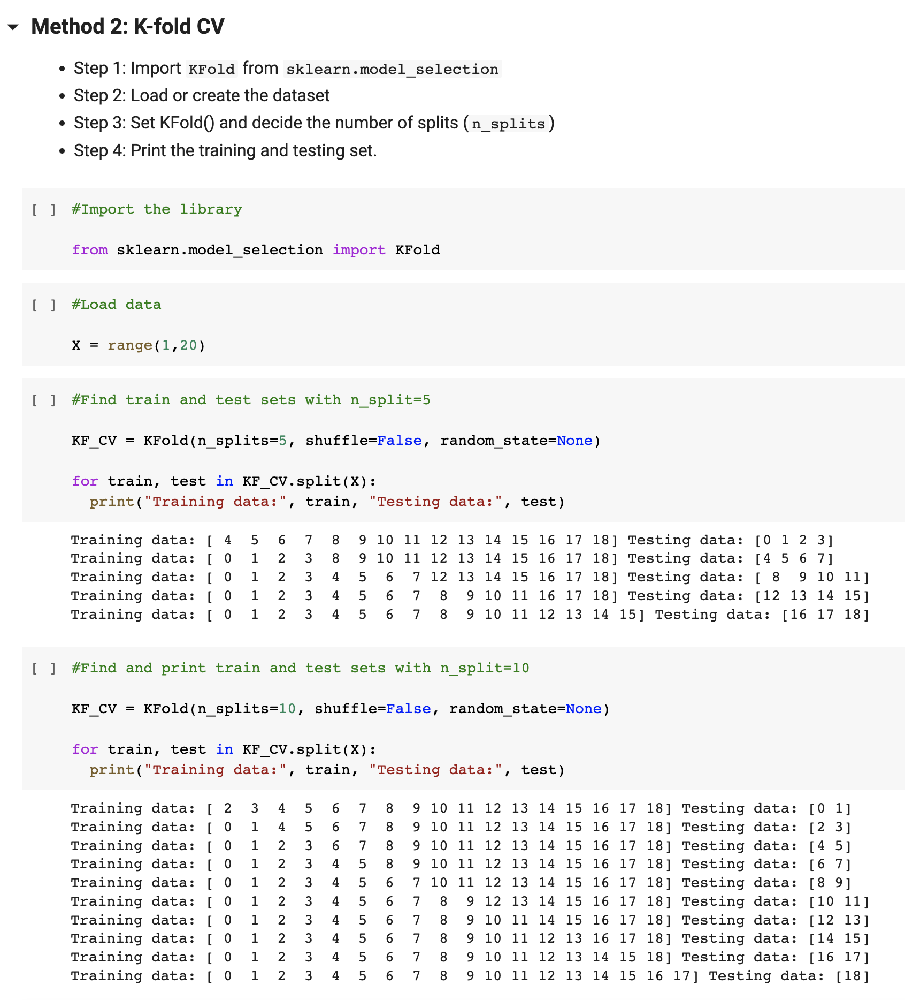 Method 2: K-fold CV
• Step 1: Import KFold from sklearn.model_selection
• Step 2: Load or create the dataset
• Step 3: Set KFold() and decide the number of splits (n_splits)
• Step 4: Print the training and testing set.
[ ] #Import the library
from sklearn.model_selection import KFold
[ ] #Load data
X = range(1,20)
[ ] #Find train and test sets with n_split=5
KF_CV = KFold(n_splits=5, shuffle=False, random_state=None)
for train, test in KF_CV.split(X):
  print("Training data:", train, "Testing data:", test)
Training data: [ 4  5  6  7  8  9 10 11 12 13 14 15 16 17 18] Testing data: [0 1 2 3]
Training data: [ 0  1  2  3  8  9 10 11 12 13 14 15 16 17 18] Testing data: [4 5 6 7]
Training data: [ 0  1  2  3  4  5  6  7 12 13 14 15 16 17 18] Testing data: [ 8  9 10 11]
Training data: [ 0  1  2  3  4  5  6  7  8  9 10 11 16 17 18] Testing data: [12 13 14 15]
Training data: [ 0  1  2  3  4  5  6  7  8  9 10 11 12 13 14 15] Testing data: [16 17 18]
[ ] #Find and print train and test sets with n_split=10
KF_CV = KFold(n_splits=10, shuffle=False, random_state=None)
for train, test in KF_CV.split(X):
  print("Training data:", train, "Testing data:", test)
Training data: [ 2  3  4  5  6  7  8  9 10 11 12 13 14 15 16 17 18] Testing data: [0 1]
Training data: [ 0  1  4  5  6  7  8  9 10 11 12 13 14 15 16 17 18] Testing data: [2 3]
Training data: [ 0  1  2  3  6  7  8  9 10 11 12 13 14 15 16 17 18] Testing data: [4 5]
Training data: [ 0  1  2  3  4  5  8  9 10 11 12 13 14 15 16 17 18] Testing data: [6 7]
Training data: [ 0  1  2  3  4  5  6  7 10 11 12 13 14 15 16 17 18] Testing data: [8 9]
Training data: [ 0  1  2  3  4  5  6  7  8  9 12 13 14 15 16 17 18] Testing data: [10 11]
Training data: [ 0  1  2  3  4  5  6  7  8  9 10 11 14 15 16 17 18] Testing data: [12 13]
Training data: [ 0  1  2  3  4  5  6  7  8  9 10 11 12 13 16 17 18] Testing data: [14 15]
Training data: [ 0  1  2  3  4  5  6  7  8  9 10 11 12 13 14 15 18] Testing data: [16 17]
Training data: [ 0  1  2  3  4  5  6  7  8  9 10 11 12 13 14 15 16 17] Testing data: [18]